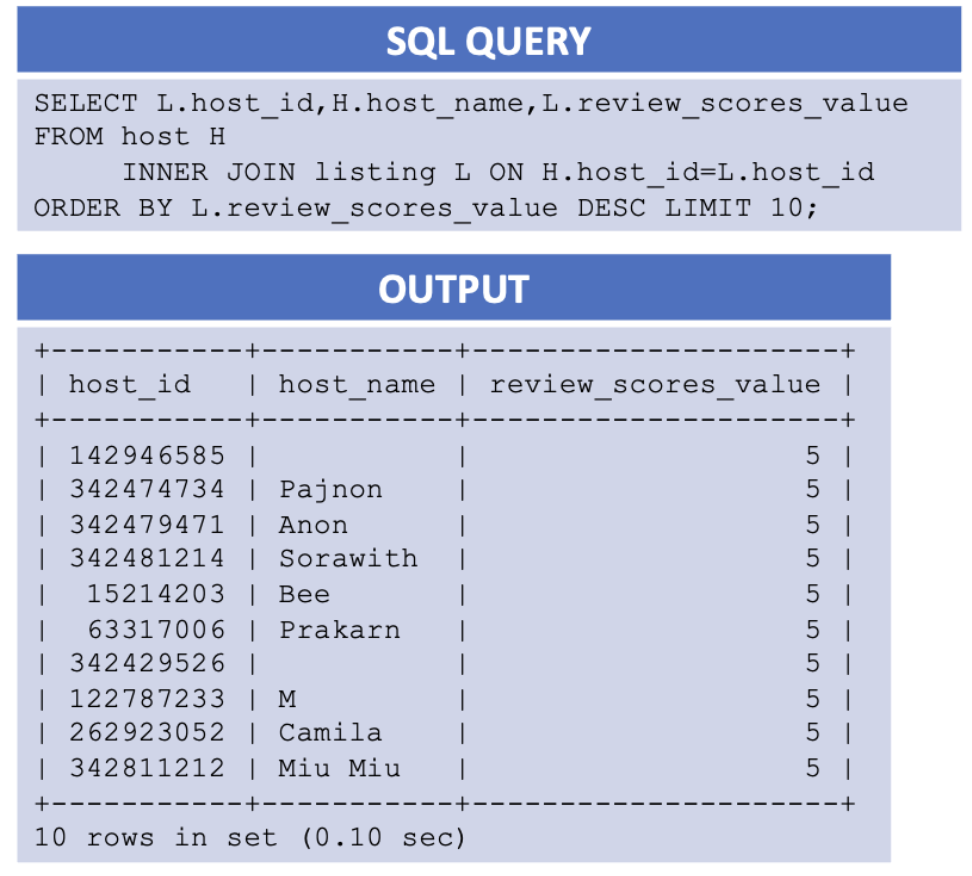 SQL QUERY
SELECT L.host_id,H.host_name,L.review_scores_value
FROM host H
     INNER JOIN listing L ON H.host_id=L.host_id
ORDER BY L.review_scores_value DESC LIMIT 10;
OUTPUT
+-----------+-----------+---------------------+
| host_id   | host_name | review_scores_value |
+-----------+-----------+---------------------+
| 142946585 |           |                   5 |
| 342474734 | Pajnon    |                   5 |
| 342479471 | Anon      |                   5 |
| 342481214 | Sorawith  |                   5 |
|  15214203 | Bee       |                   5 |
|  63317006 | Prakarn   |                   5 |
| 342429526 |           |                   5 |
| 122787233 | M         |                   5 |
| 262923052 | Camila    |                   5 |
| 342811212 | Miu Miu   |                   5 |
+-----------+-----------+---------------------+
10 rows in set (0.10 sec)